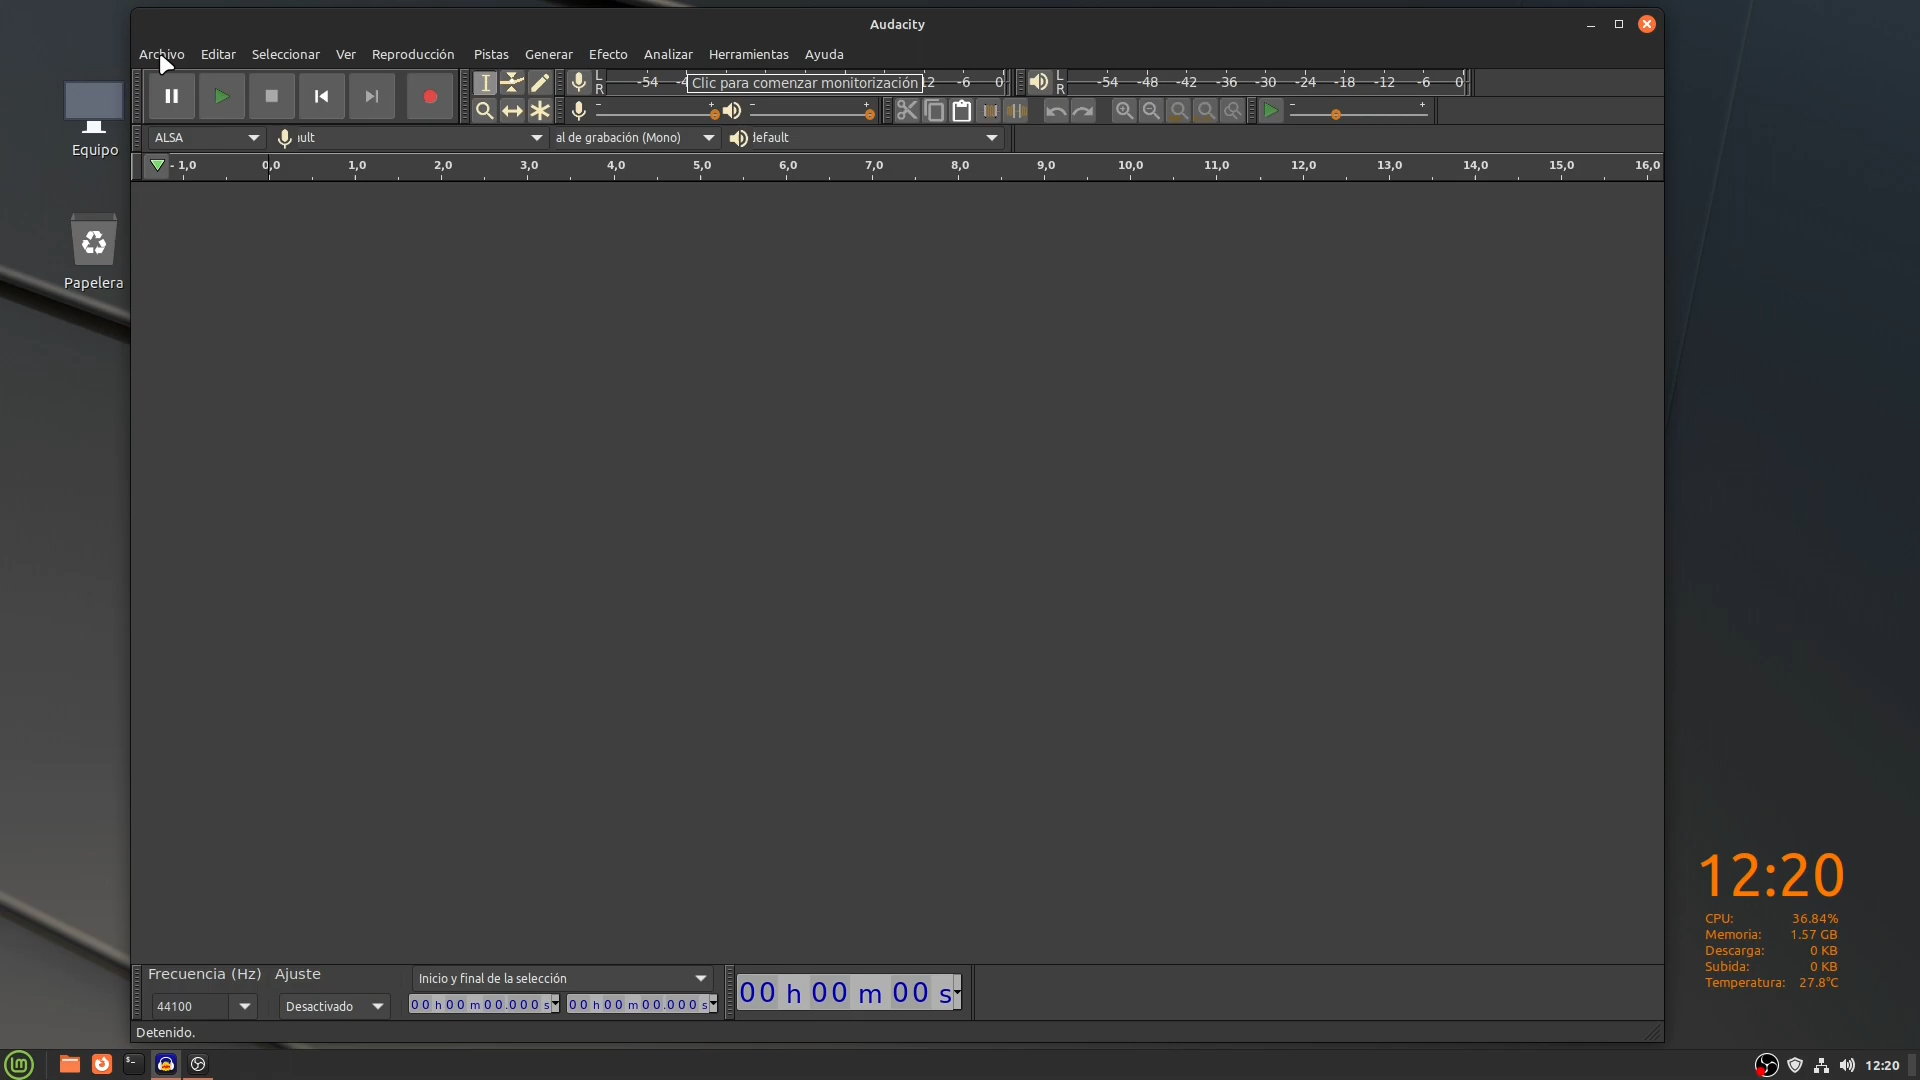 Audacity
Archivo Editar Seleccionar Ver Reproducción Pistas Generar Efecto Analizar Herramientas Ayuda
L R -54 Clic para comenzar monitorización -6 0 L R -54 -48 -42 -36 -30 -24 -18 -12 -6 0
- + - + - +
ALSA ult al de grabación (Mono) default
- 1,0 0,0 1,0 2,0 3,0 4,0 5,0 6,0 7,0 8,0 9,0 10,0 11,0 12,0 13,0 14,0 15,0 16,0
Equipo
Papelera
12:20
CPU: 36.84%
Memoria: 1.57 GB
Descarga: 0 KB
Subida: 0 KB
Temperatura: 27.8°C
Frecuencia (Hz) Ajuste Inicio y final de la selección
44100 Desactivado 00 h 00 m 00.000 s 00 h 00 m 00.000 s 00 h 00 m 00 s
Detenido.
12:20